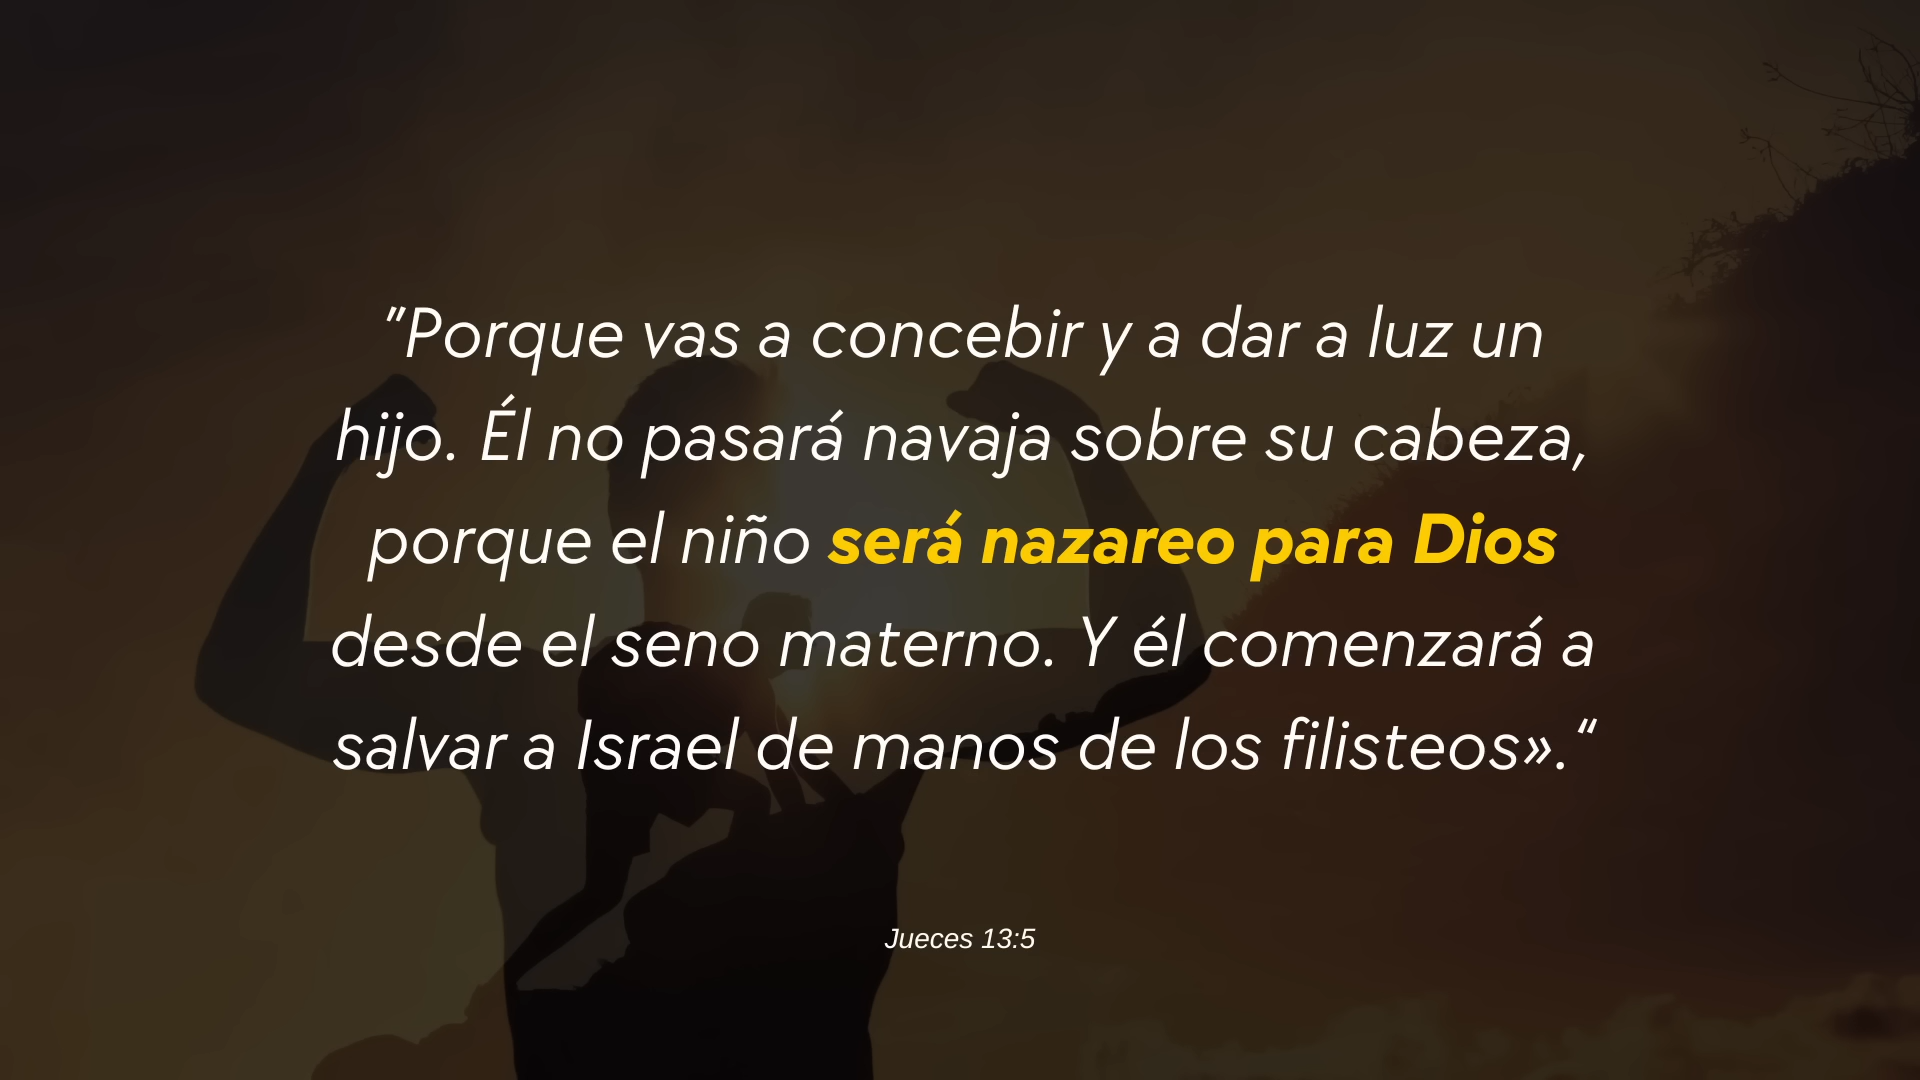 "Porque vas a concebir y a dar a luz un
hijo. Él no pasará navaja sobre su cabeza,
porque el niño será nazareo para Dios
desde el seno materno. Y él comenzará a
salvar a Israel de manos de los filisteos».“
Jueces 13:5